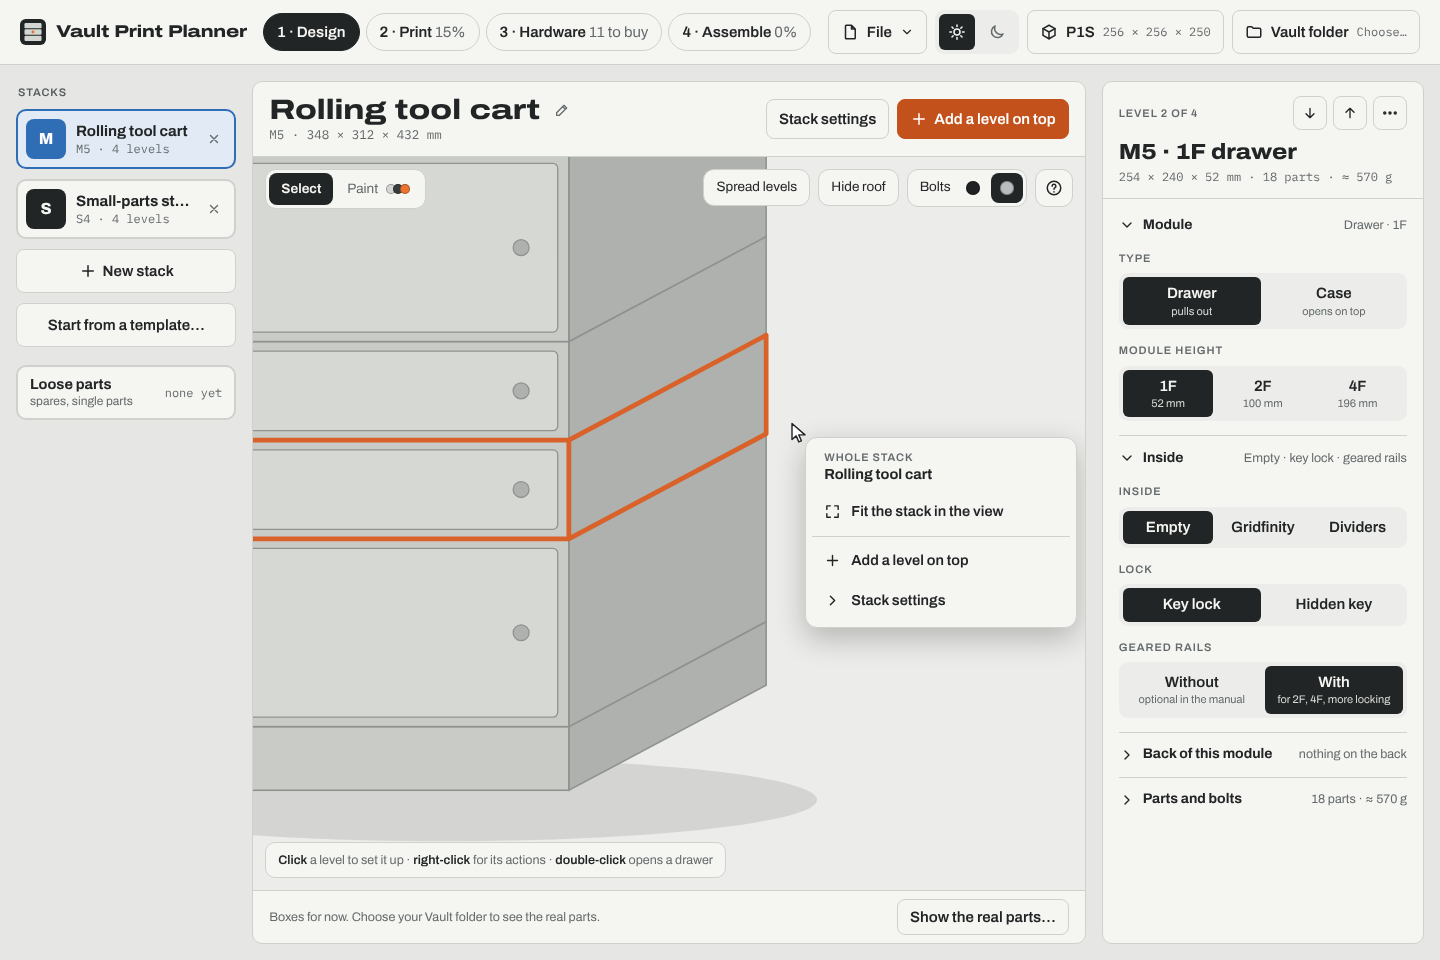 Vault Print Planner
1 · Design
2 · Print 15%
3 · Hardware 11 to buy
4 · Assemble 0%
File
P1S 256 × 256 × 250
Vault folder Choose…
STACKS
M
Rolling tool cart
M5 · 4 levels
S
Small-parts st…
S4 · 4 levels
New stack
Start from a template…
Loose parts
spares, single parts
none yet
Rolling tool cart
M5 · 348 × 312 × 432 mm
Stack settings
Add a level on top
Select
Paint
Spread levels
Hide roof
Bolts
WHOLE STACK
Rolling tool cart
Fit the stack in the view
Add a level on top
Stack settings
Click a level to set it up · right-click for its actions · double-click opens a drawer
Boxes for now. Choose your Vault folder to see the real parts.
Show the real parts…
LEVEL 2 OF 4
M5 · 1F drawer
254 × 240 × 52 mm · 18 parts · ≈ 570 g
Module
Drawer · 1F
TYPE
Drawer
pulls out
Case
opens on top
MODULE HEIGHT
1F
52 mm
2F
100 mm
4F
196 mm
Inside
Empty · key lock · geared rails
INSIDE
Empty
Gridfinity
Dividers
LOCK
Key lock
Hidden key
GEARED RAILS
Without
optional in the manual
With
for 2F, 4F, more locking
Back of this module
nothing on the back
Parts and bolts
18 parts · ≈ 570 g